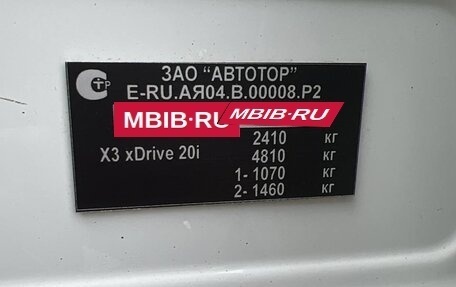 ЗАО "АВТОТОР"
E-RU.АЯ04.В.00008.Р2
MBIB·RU MBIB·RU
2410 кг
X3 xDrive 20i 4810 кг
1- 1070 кг
2- 1460 кг